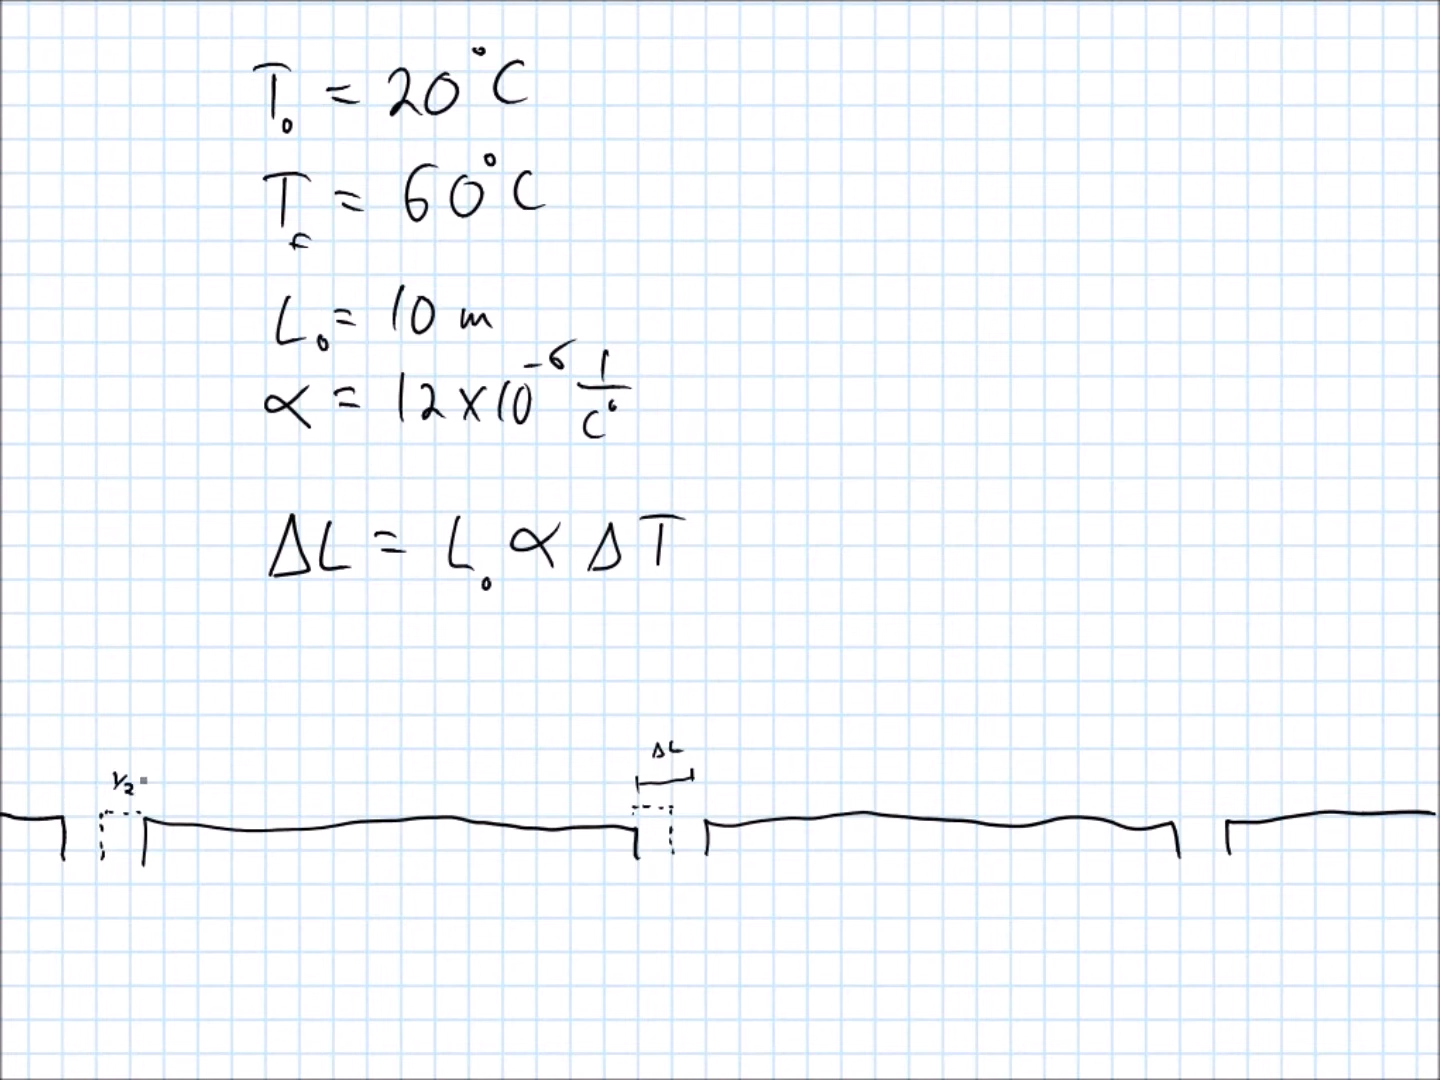 T₀ = 20°C
T_f = 60°C
L₀ = 10 m
α = 12×10⁻⁶ 1/C°
ΔL = L₀ α ΔT
ΔL
1/2